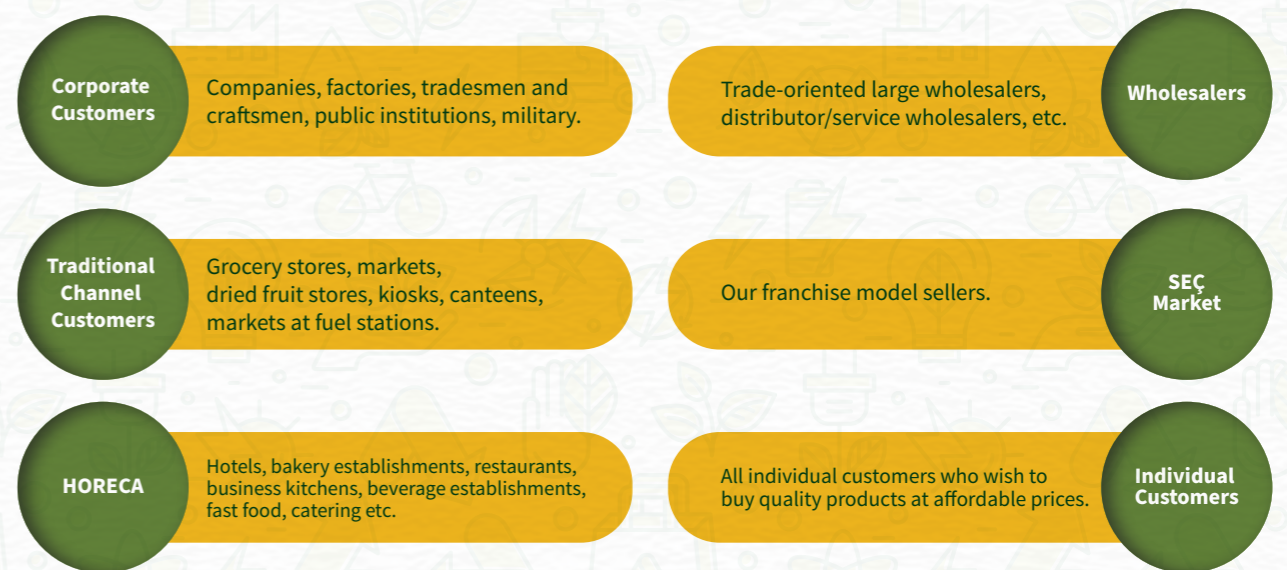 Corporate
Customers
Companies, factories, tradesmen and
craftsmen, public institutions, military.
Trade-oriented large wholesalers,
distributor/service wholesalers, etc.
Wholesalers
Traditional
Channel
Customers
Grocery stores, markets,
dried fruit stores, kiosks, canteens,
markets at fuel stations.
Our franchise model sellers.
SEÇ
Market
HORECA
Hotels, bakery establishments, restaurants,
business kitchens, beverage establishments,
fast food, catering etc.
All individual customers who wish to
buy quality products at affordable prices.
Individual
Customers